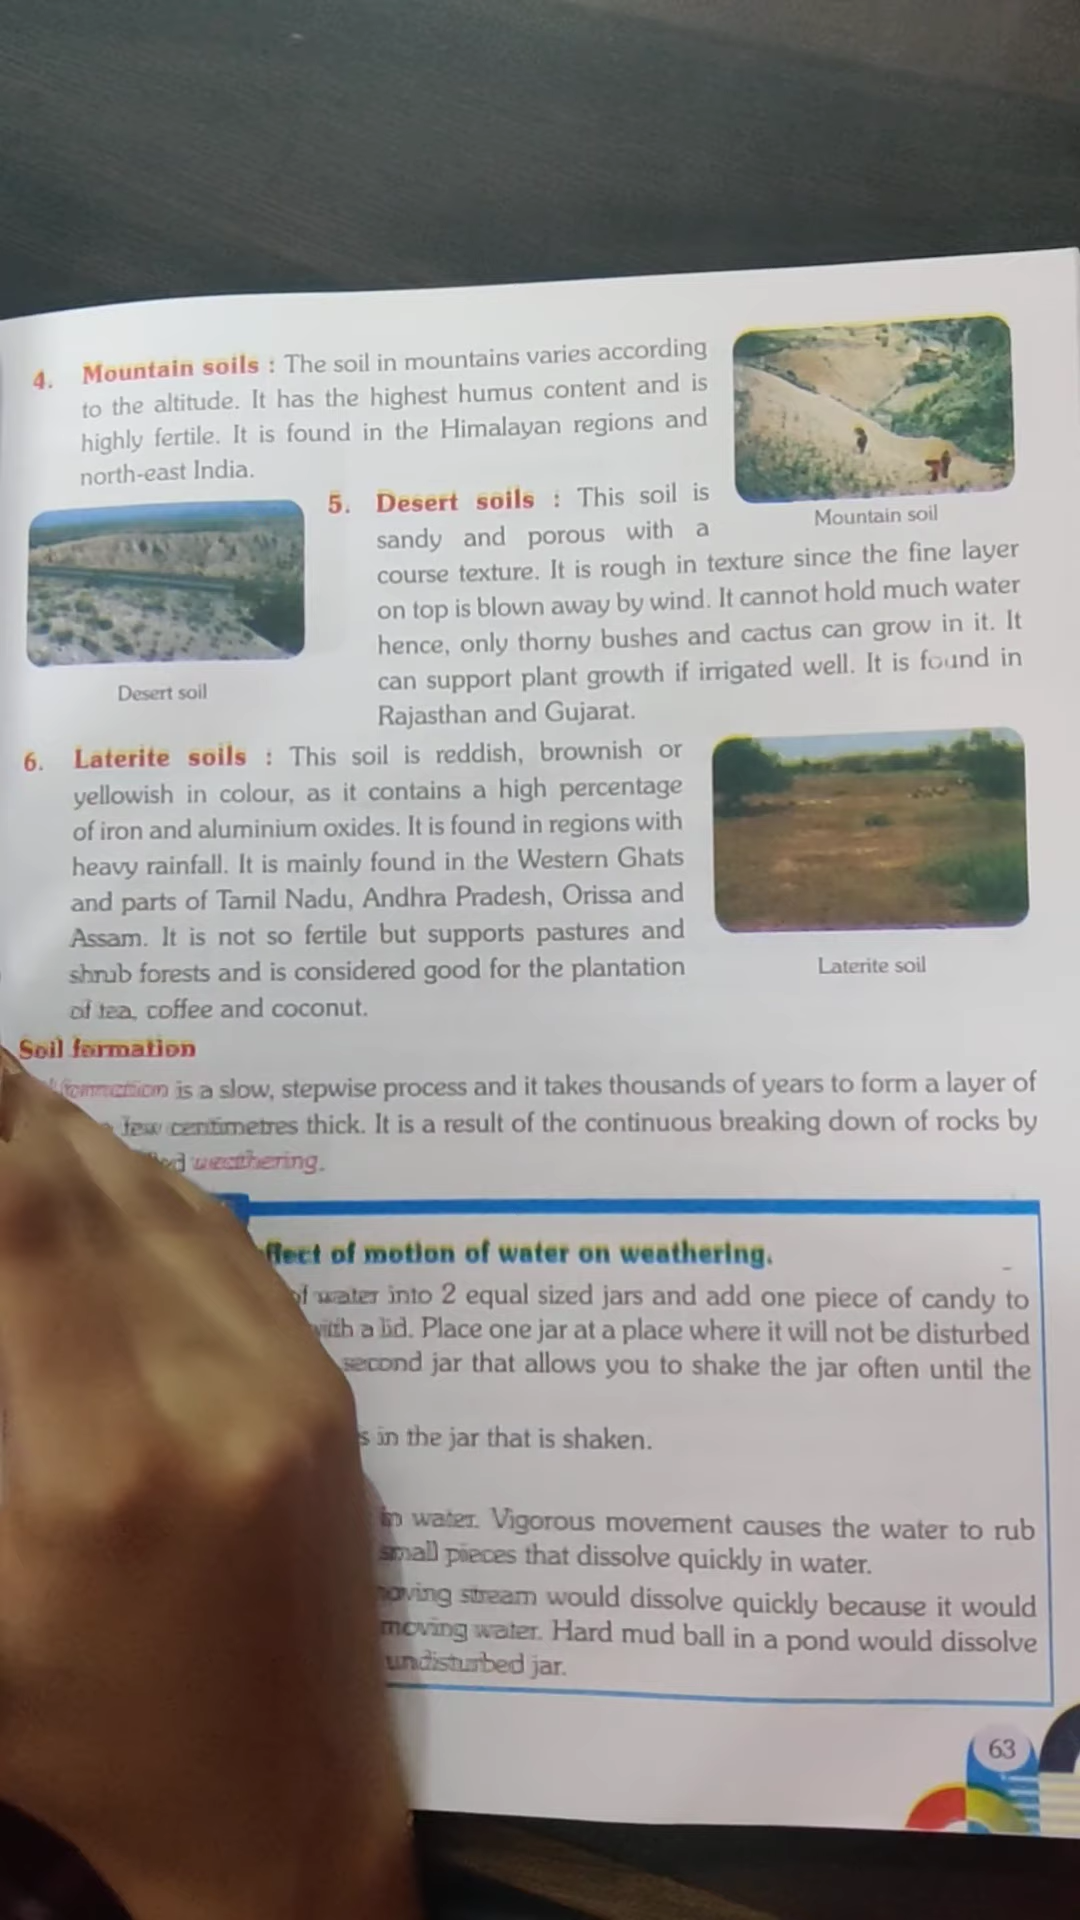 4. Mountain soils : The soil in mountains varies according
to the altitude. It has the highest humus content and is
highly fertile. It is found in the Himalayan regions and
north-east India.
Mountain soil
5. Desert soils : This soil is
sandy and porous with a
course texture. It is rough in texture since the fine layer
on top is blown away by wind. It cannot hold much water
hence, only thorny bushes and cactus can grow in it. It
can support plant growth if irrigated well. It is found in
Rajasthan and Gujarat.
Desert soil
6. Laterite soils : This soil is reddish, brownish or
yellowish in colour, as it contains a high percentage
of iron and aluminium oxides. It is found in regions with
heavy rainfall. It is mainly found in the Western Ghats
and parts of Tamil Nadu, Andhra Pradesh, Orissa and
Assam. It is not so fertile but supports pastures and
shrub forests and is considered good for the plantation
of tea, coffee and coconut.
Laterite soil
Soil formation
formation is a slow, stepwise process and it takes thousands of years to form a layer of
few centimetres thick. It is a result of the continuous breaking down of rocks by
weathering.
of motion of water on weathering.
of water into 2 equal sized jars and add one piece of candy to
with a lid. Place one jar at a place where it will not be disturbed
second jar that allows you to shake the jar often until the
in the jar that is shaken.
in water. Vigorous movement causes the water to rub
small pieces that dissolve quickly in water.
stream would dissolve quickly because it would
moving water. Hard mud ball in a pond would dissolve
undisturbed jar.
63